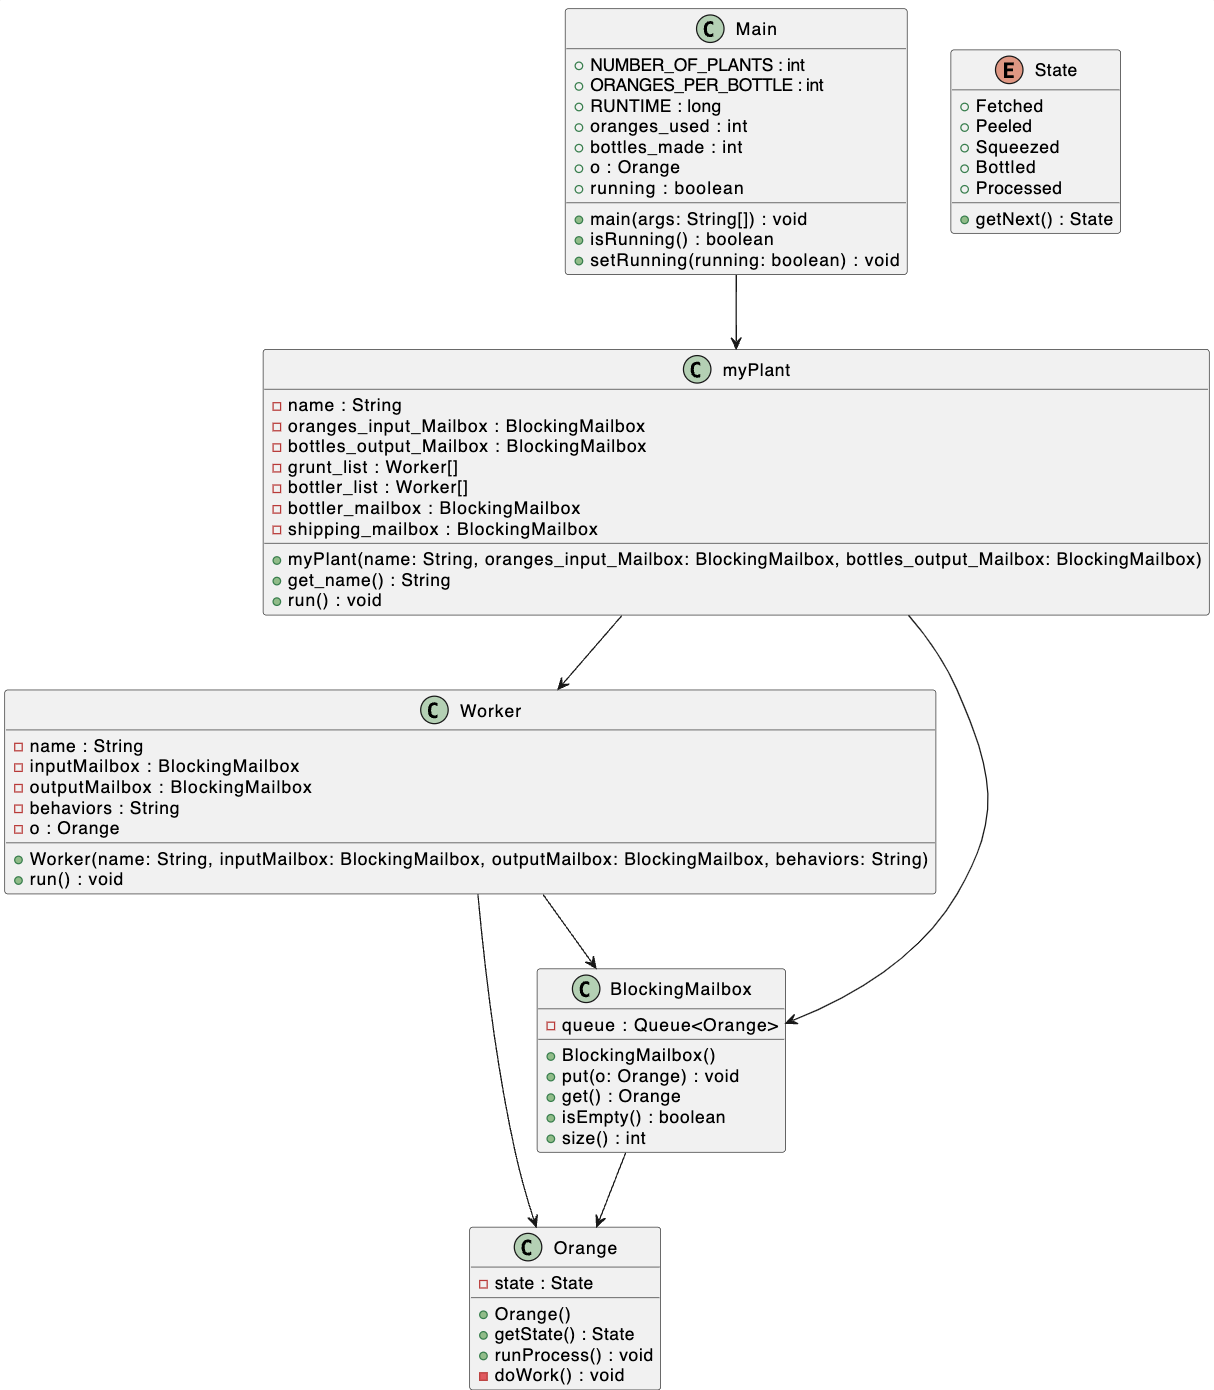 C Main
NUMBER_OF_PLANTS : int
ORANGES_PER_BOTTLE : int
RUNTIME : long
oranges_used : int
bottles_made : int
o : Orange
running : boolean
main(args: String[]) : void
isRunning() : boolean
setRunning(running: boolean) : void
E State
Fetched
Peeled
Squeezed
Bottled
Processed
getNext() : State
C myPlant
name : String
oranges_input_Mailbox : BlockingMailbox
bottles_output_Mailbox : BlockingMailbox
grunt_list : Worker[]
bottler_list : Worker[]
bottler_mailbox : BlockingMailbox
shipping_mailbox : BlockingMailbox
myPlant(name: String, oranges_input_Mailbox: BlockingMailbox, bottles_output_Mailbox: BlockingMailbox)
get_name() : String
run() : void
C Worker
name : String
inputMailbox : BlockingMailbox
outputMailbox : BlockingMailbox
behaviors : String
o : Orange
Worker(name: String, inputMailbox: BlockingMailbox, outputMailbox: BlockingMailbox, behaviors: String)
run() : void
C BlockingMailbox
queue : Queue<Orange>
BlockingMailbox()
put(o: Orange) : void
get() : Orange
isEmpty() : boolean
size() : int
C Orange
state : State
Orange()
getState() : State
runProcess() : void
doWork() : void